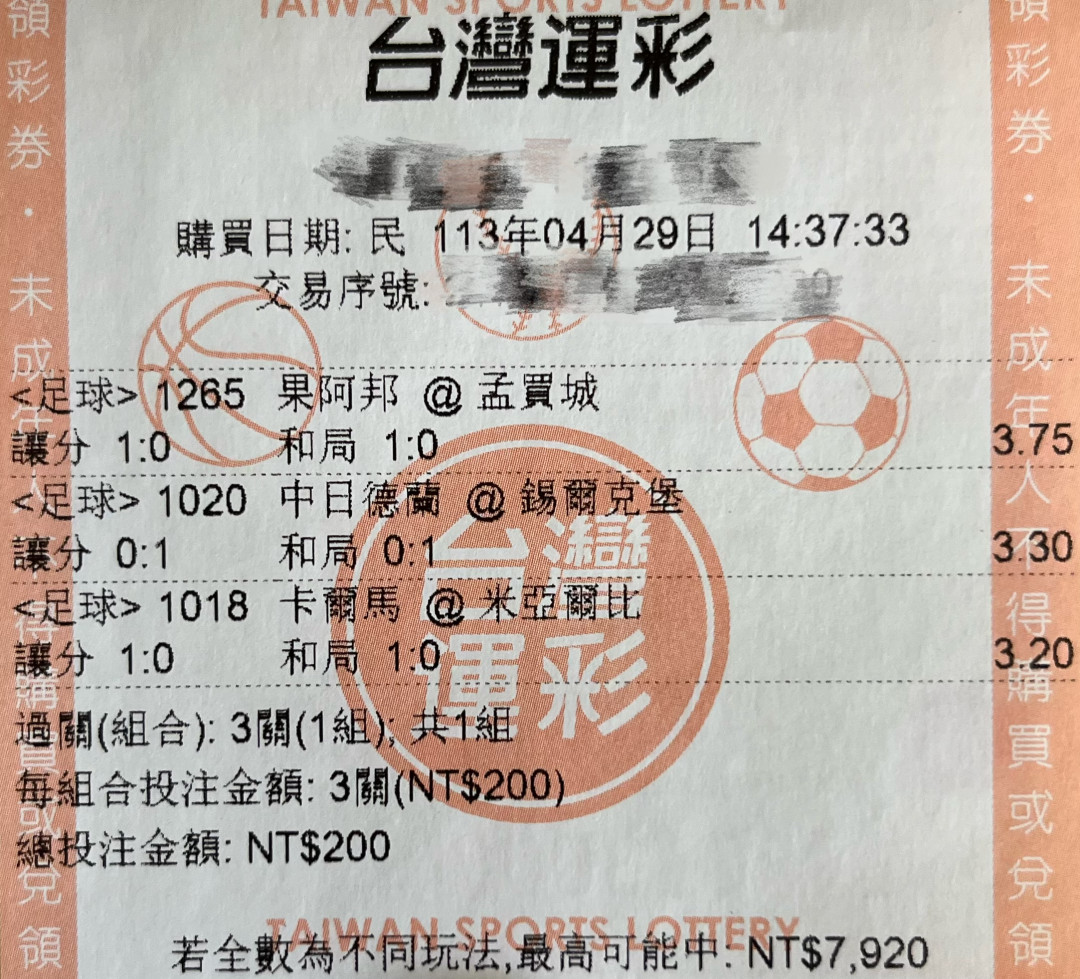 TAIWAN SPORTS LOTTERY
台灣運彩
購買日期: 民 113年04月29日 14:37:33
交易序號:
<足球> 1265 果阿邦 @ 孟買城
讓分 1:0 和局 1:0 3.75
<足球> 1020 中日德蘭 @ 錫爾克堡
讓分 0:1 和局 0:1 3.30
<足球> 1018 卡爾馬 @ 米亞爾比
讓分 1:0 和局 1:0 3.20
台灣運彩
過關(組合): 3關(1組); 共1組
每組合投注金額: 3關(NT$200)
總投注金額: NT$200
TAIWAN SPORTS LOTTERY
若全數為不同玩法,最高可能中: NT$7,920
領彩券・未成年人不得購買或兌領
領彩券・未成年人不得購買或兌領